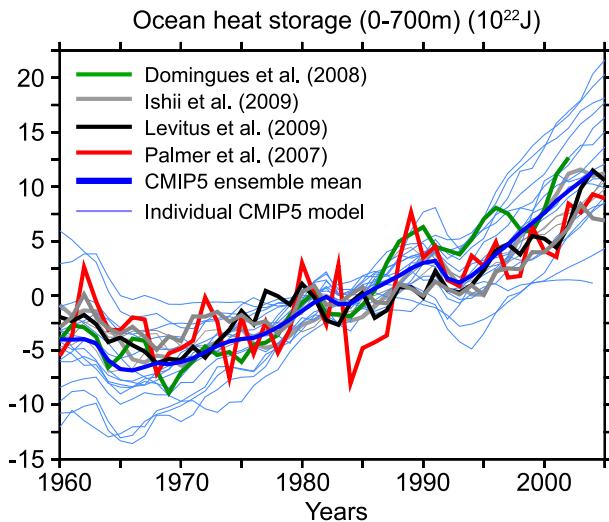 Ocean heat storage (0-700m) (10²²J)
20
15
10
5
0
-5
-10
-15
Domingues et al. (2008)
Ishii et al. (2009)
Levitus et al. (2009)
Palmer et al. (2007)
CMIP5 ensemble mean
Individual CMIP5 model
1960 1970 1980 1990 2000
Years